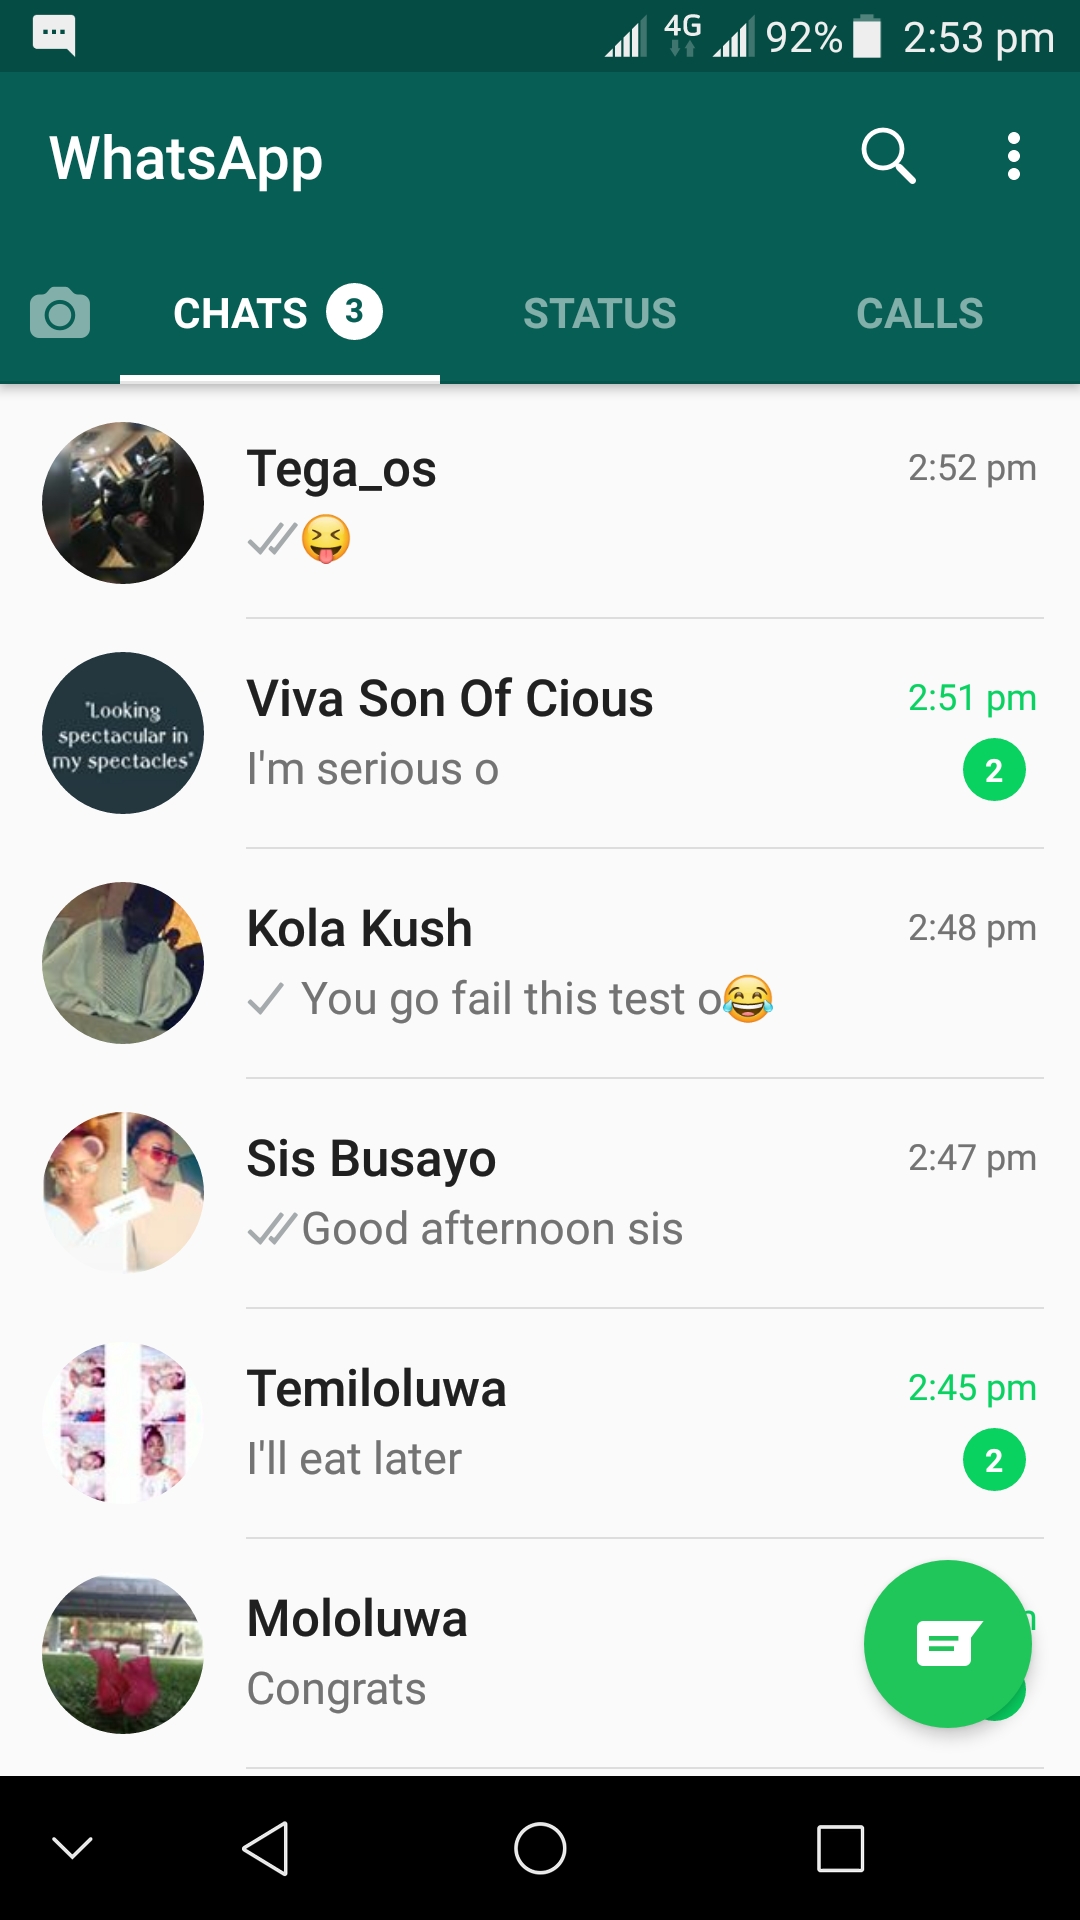 4G 92% 2:53 pm
WhatsApp
CHATS 3 STATUS CALLS
Tega_os 2:52 pm
😝
"Looking
spectacular in
my spectacles"
Viva Son Of Cious 2:51 pm
I'm serious o 2
Kola Kush 2:48 pm
You go fail this test o😂
Sis Busayo 2:47 pm
Good afternoon sis
Temiloluwa 2:45 pm
I'll eat later 2
Mololuwa
Congrats